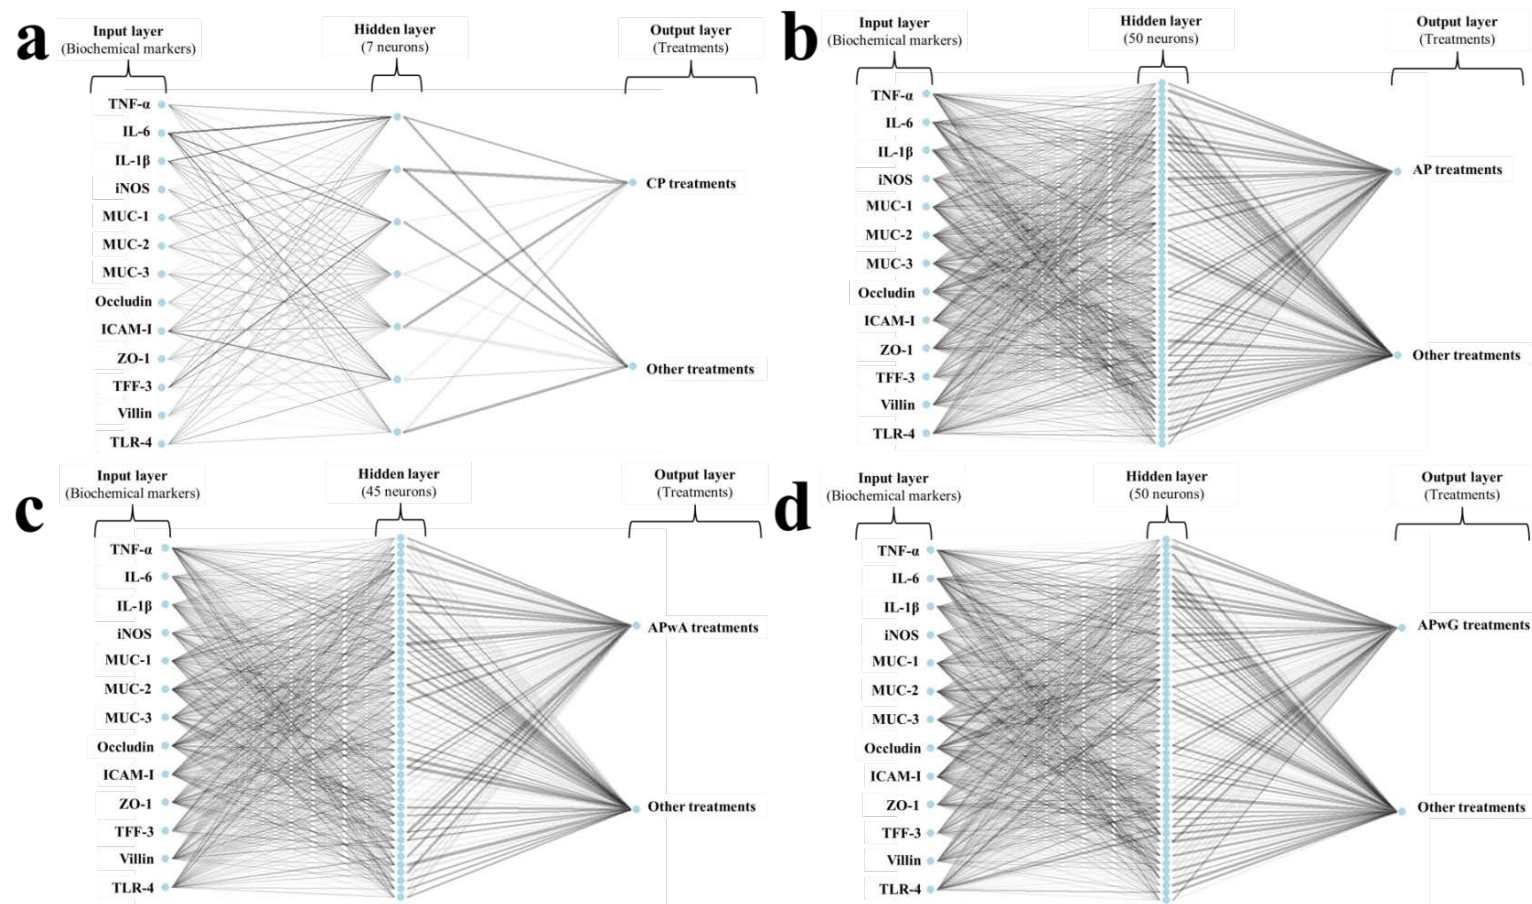 a
Input layer
(Biochemical markers)
Hidden layer
(7 neurons)
Output layer
(Treatments)
TNF-α
IL-6
IL-1β
iNOS
MUC-1
MUC-2
MUC-3
Occludin
ICAM-I
ZO-1
TFF-3
Villin
TLR-4
CP treatments
Other treatments
b
Input layer
(Biochemical markers)
Hidden layer
(50 neurons)
Output layer
(Treatments)
TNF-α
IL-6
IL-1β
iNOS
MUC-1
MUC-2
MUC-3
Occludin
ICAM-I
ZO-1
TFF-3
Villin
TLR-4
AP treatments
Other treatments
c
Input layer
(Biochemical markers)
Hidden layer
(45 neurons)
Output layer
(Treatments)
TNF-α
IL-6
IL-1β
iNOS
MUC-1
MUC-2
MUC-3
Occludin
ICAM-I
ZO-1
TFF-3
Villin
TLR-4
APwA treatments
Other treatments
d
Input layer
(Biochemical markers)
Hidden layer
(50 neurons)
Output layer
(Treatments)
TNF-α
IL-6
IL-1β
iNOS
MUC-1
MUC-2
MUC-3
Occludin
ICAM-I
ZO-1
TFF-3
Villin
TLR-4
APwG treatments
Other treatments